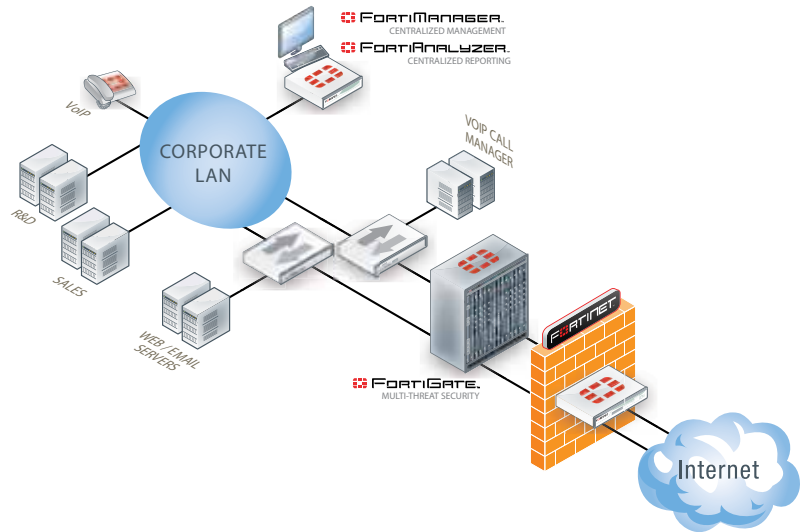 FORTIMANAGER
CENTRALIZED MANAGEMENT
FORTIANALYZER
CENTRALIZED REPORTING
VoIP
CORPORATE
LAN
VOIP CALL
MANAGER
R&D
SALES
WEB / EMAIL
SERVERS
FORTINET
FORTIGATE
MULTI-THREAT SECURITY
Internet